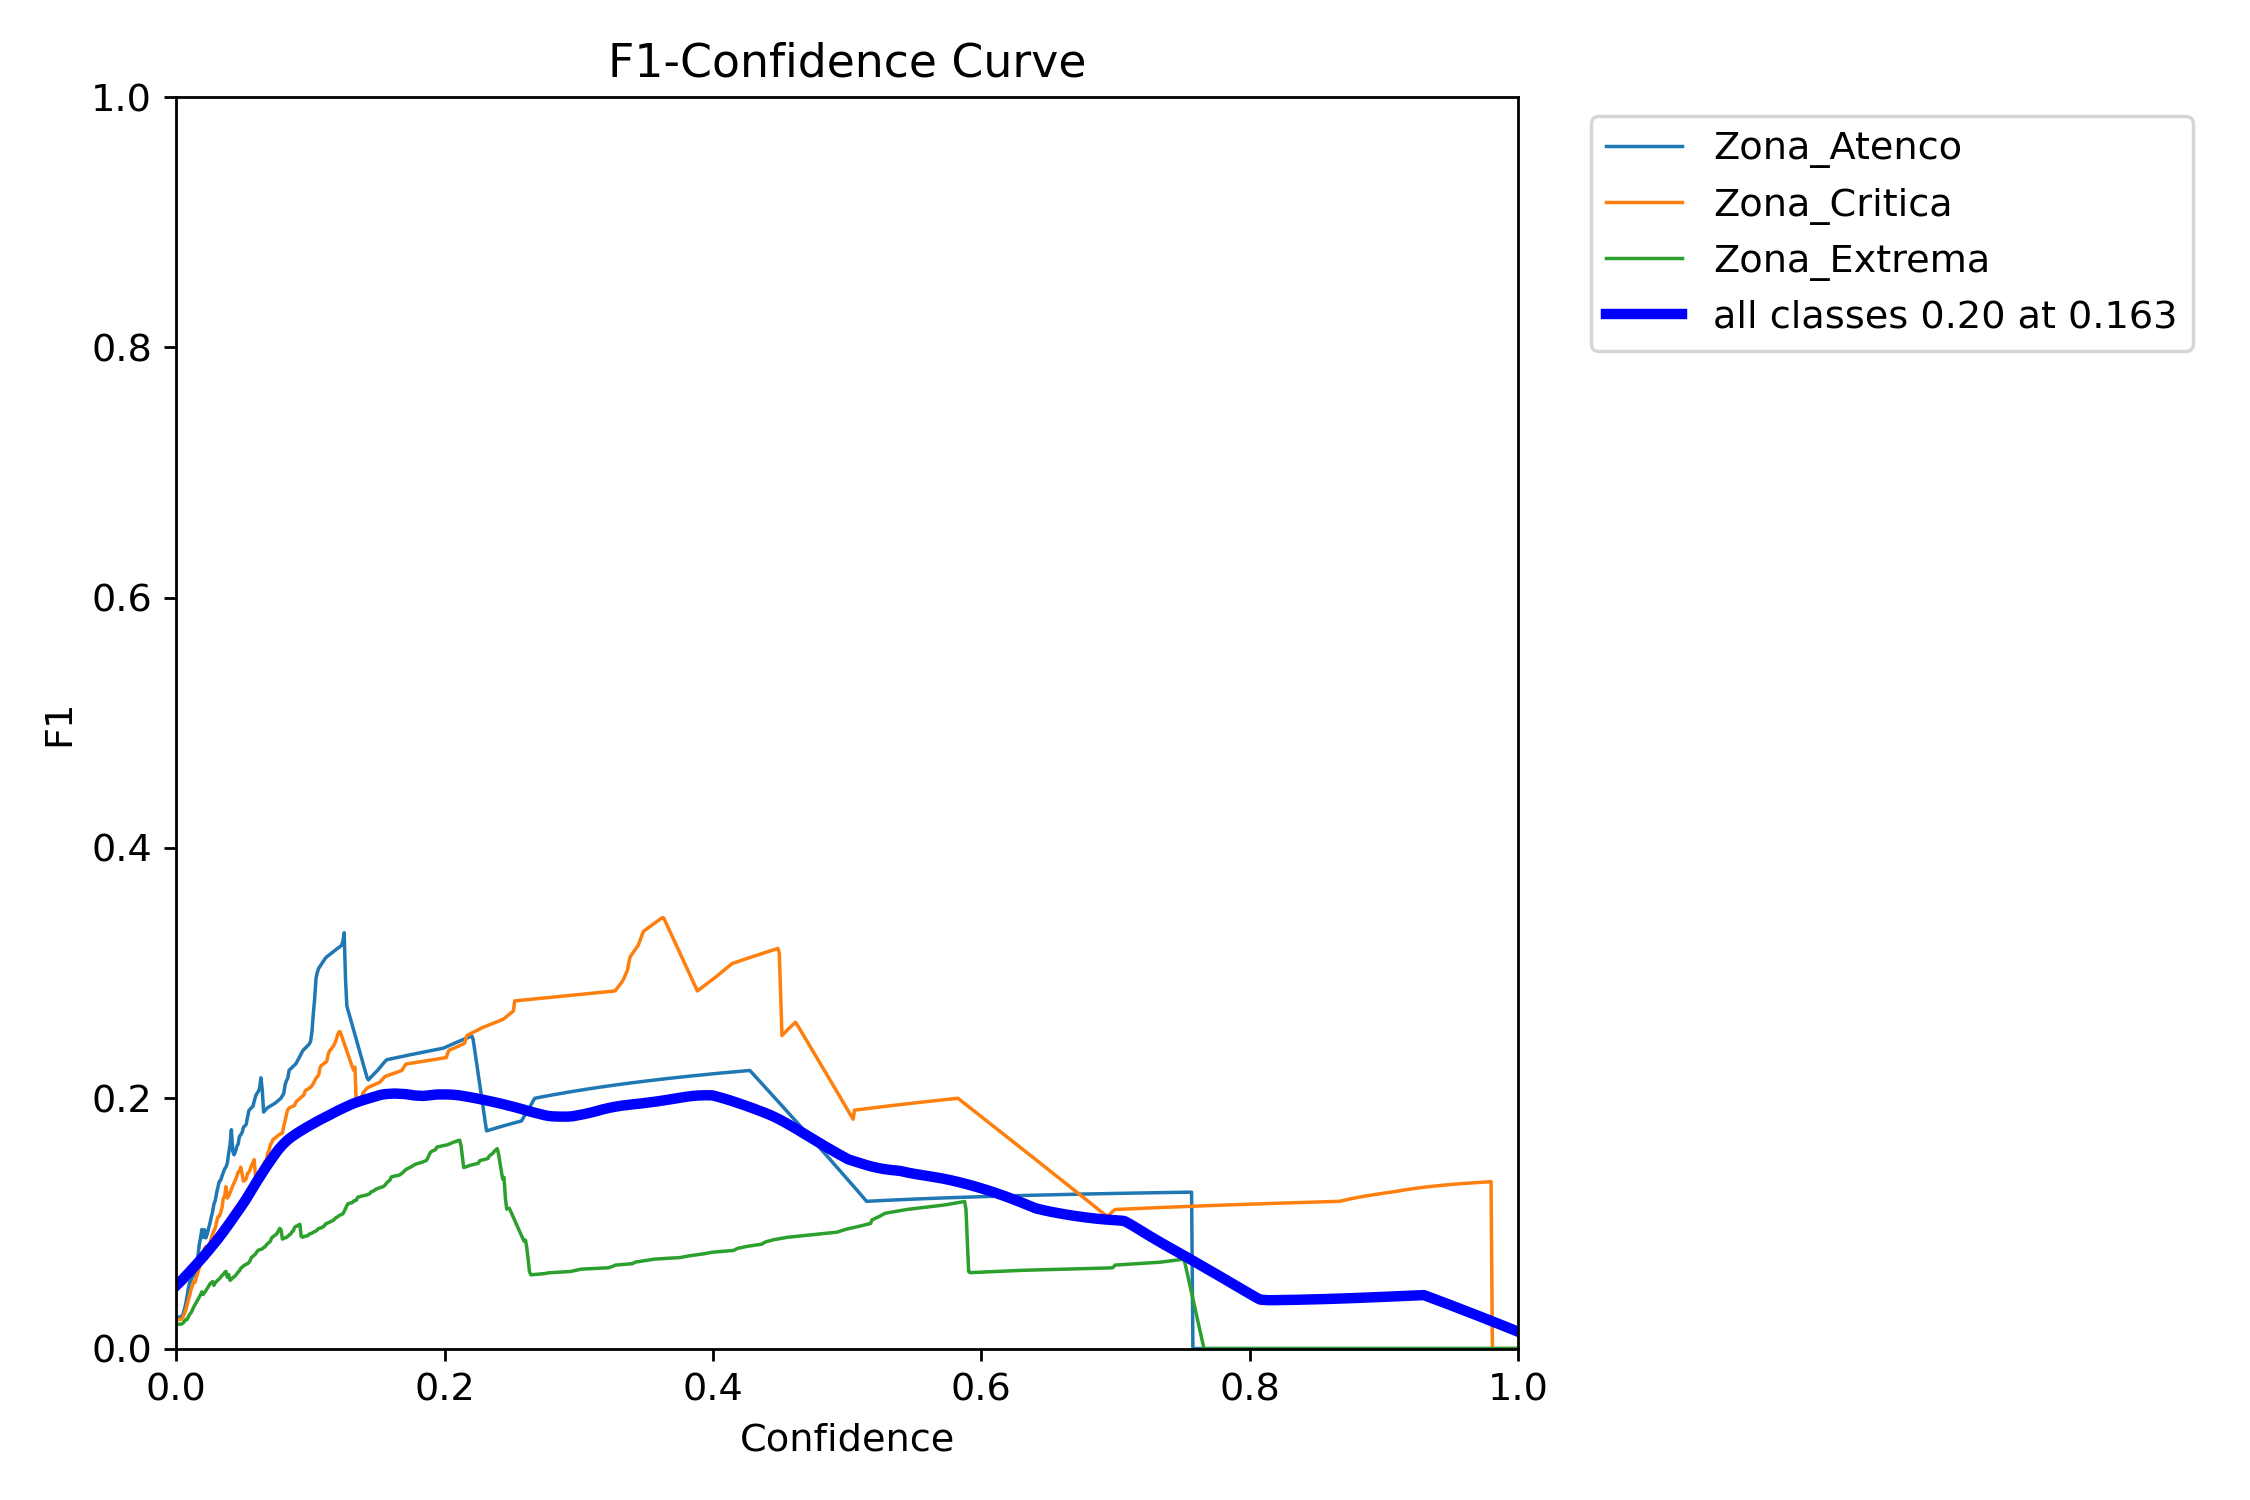 F1-Confidence Curve
1.0
0.8
0.6
0.4
0.2
0.0
F1
0.0 0.2 0.4 0.6 0.8 1.0
Confidence
Zona_Atenco
Zona_Critica
Zona_Extrema
all classes 0.20 at 0.163